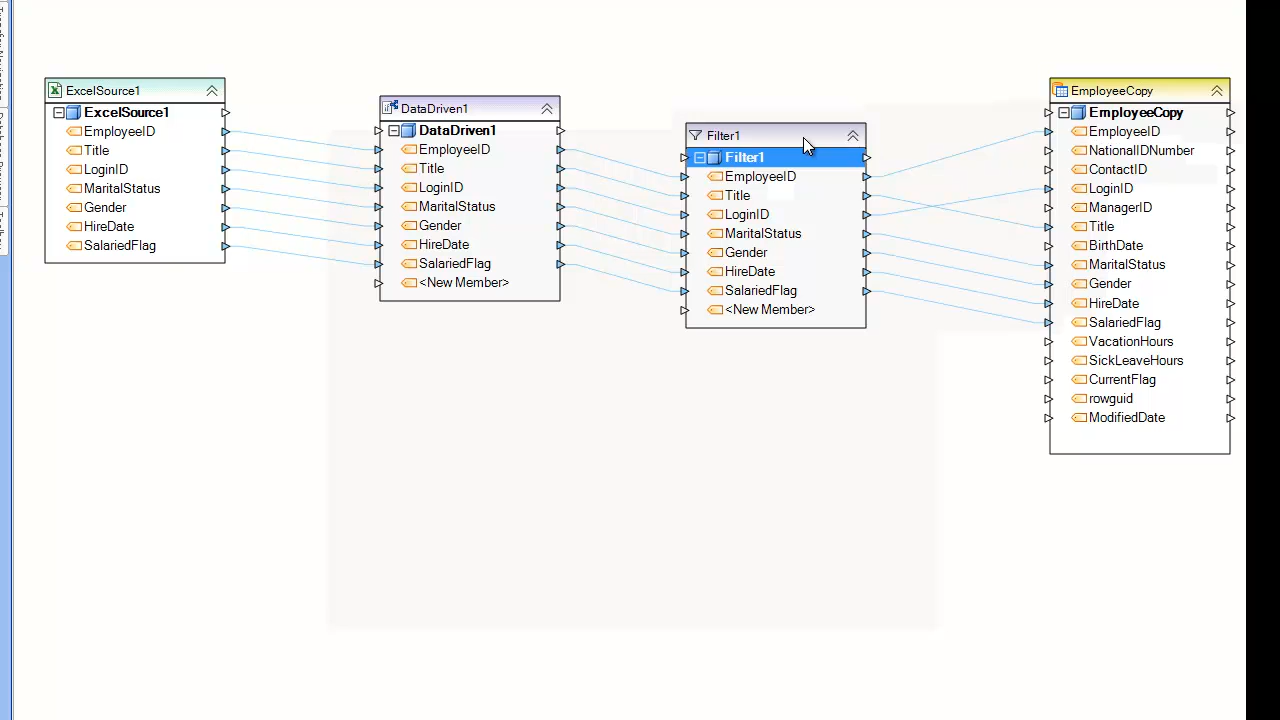 ExcelSource1
ExcelSource1
EmployeeID
Title
LoginID
MaritalStatus
Gender
HireDate
SalariedFlag
DataDriven1
DataDriven1
EmployeeID
Title
LoginID
MaritalStatus
Gender
HireDate
SalariedFlag
<New Member>
Filter1
Filter1
EmployeeID
Title
LoginID
MaritalStatus
Gender
HireDate
SalariedFlag
<New Member>
EmployeeCopy
EmployeeCopy
EmployeeID
NationalIDNumber
ContactID
LoginID
ManagerID
Title
BirthDate
MaritalStatus
Gender
HireDate
SalariedFlag
VacationHours
SickLeaveHours
CurrentFlag
rowguid
ModifiedDate